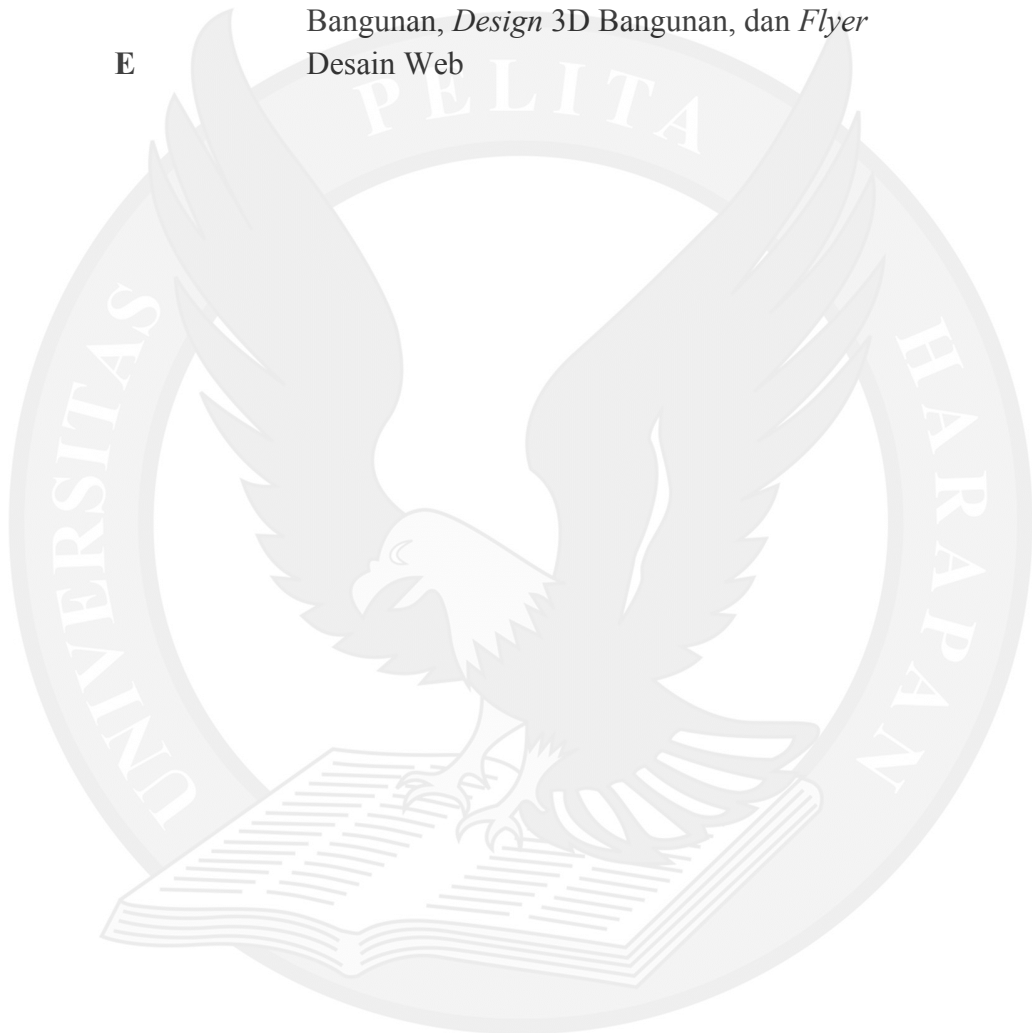 Bangunan, Design 3D Bangunan, dan Flyer
E Desain Web
UNIVERSITAS PELITA HARAPAN